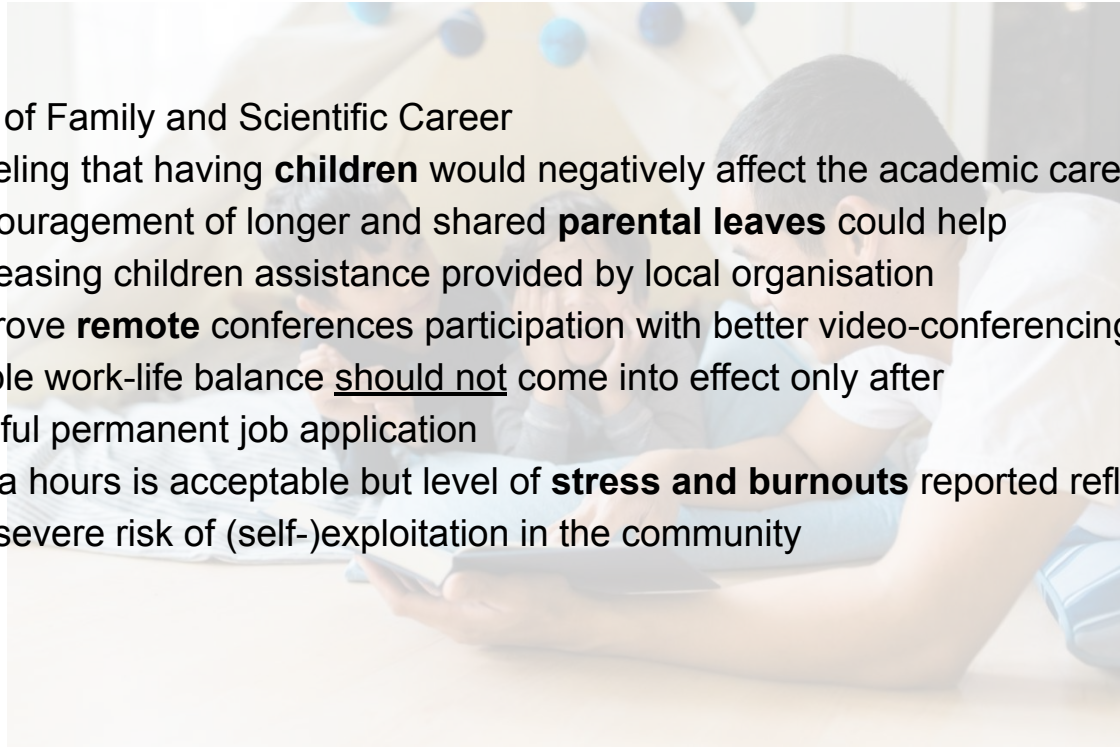 of Family and Scientific Career
eling that having children would negatively affect the academic care
ouragement of longer and shared parental leaves could help
easing children assistance provided by local organisation
rove remote conferences participation with better video-conferencing
ole work-life balance should not come into effect only after
ful permanent job application
a hours is acceptable but level of stress and burnouts reported refl
severe risk of (self-)exploitation in the community